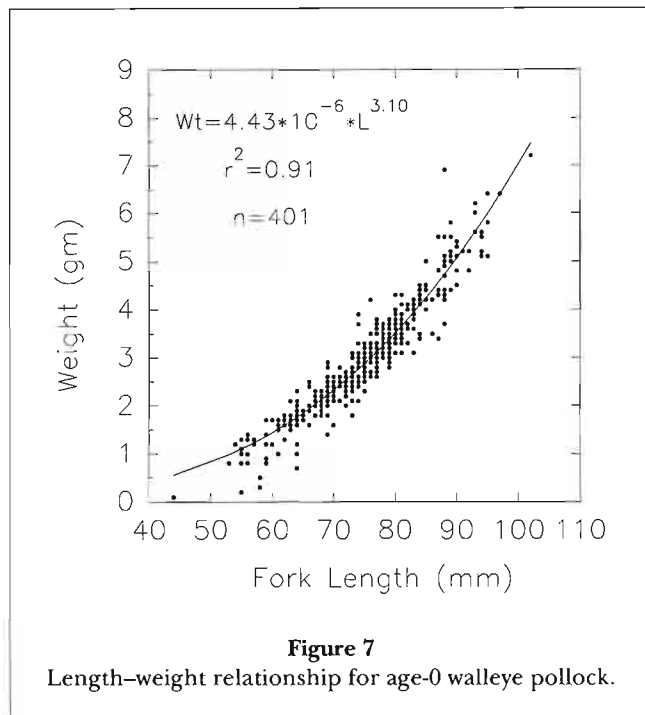 9
8
7
6
5
4
3
2
1
0
Weight (gm)
Wt=4.43*10^-6*L^3.10
r^2=0.91
n=401
40 50 60 70 80 90 100 110
Fork Length (mm)
Figure 7
Length–weight relationship for age-0 walleye pollock.